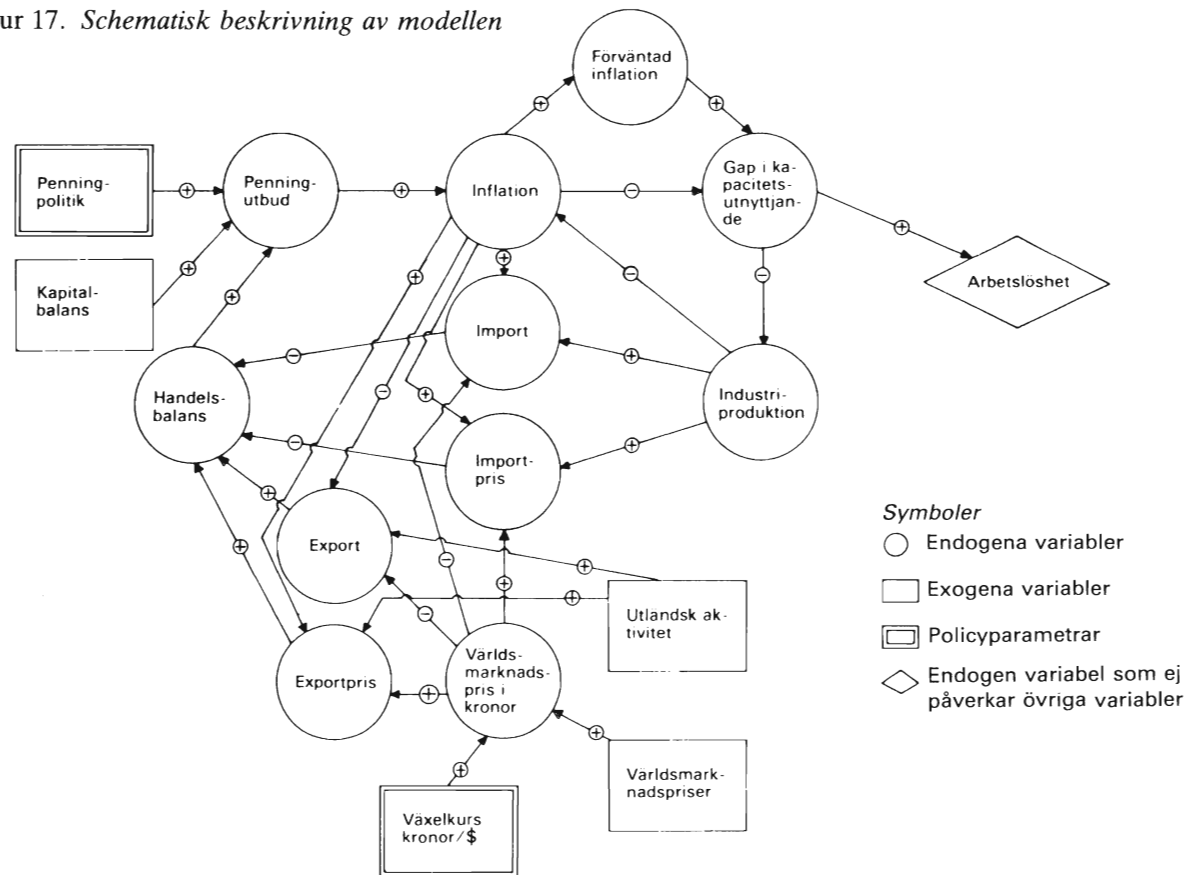 ur 17. Schematisk beskrivning av modellen
Förväntad
inflation
Penning-
politik
Penning-
utbud
Inflation
Gap i ka-
pacitets-
utnyttjan-
de
Kapital-
balans
Arbetslöshet
Import
Handels-
balans
Industri-
produktion
Import-
pris
Export
Utlandsk ak-
tivitet
Exportpris
Världs-
marknads-
pris i
kronor
Världsmark-
nadspriser
Växelkurs
kronor/$
Symboler
Endogena variabler
Exogena variabler
Policyparametrar
Endogen variabel som ej
påverkar övriga variabler
+
+
+
+
−
+
+
+
+
+
−
−
−
+
−
+
+
−
+
+
+
−
+
+
−
+
+
+
+